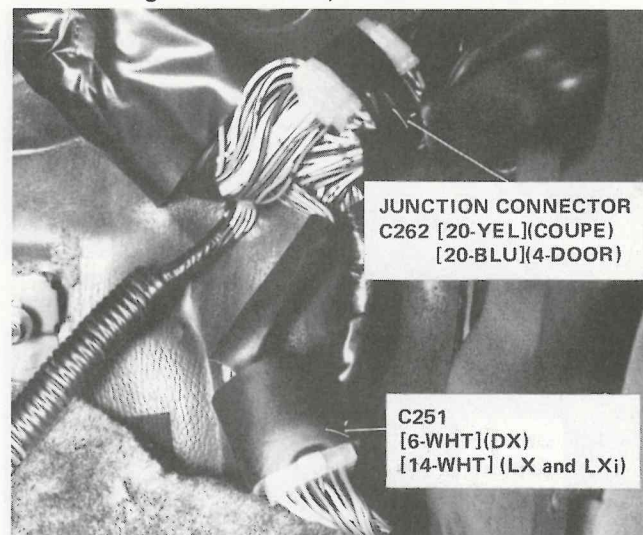 JUNCTION CONNECTOR
C262 [20-YEL](COUPE)
[20-BLU](4-DOOR)
C251
[6-WHT](DX)
[14-WHT] (LX and LXi)